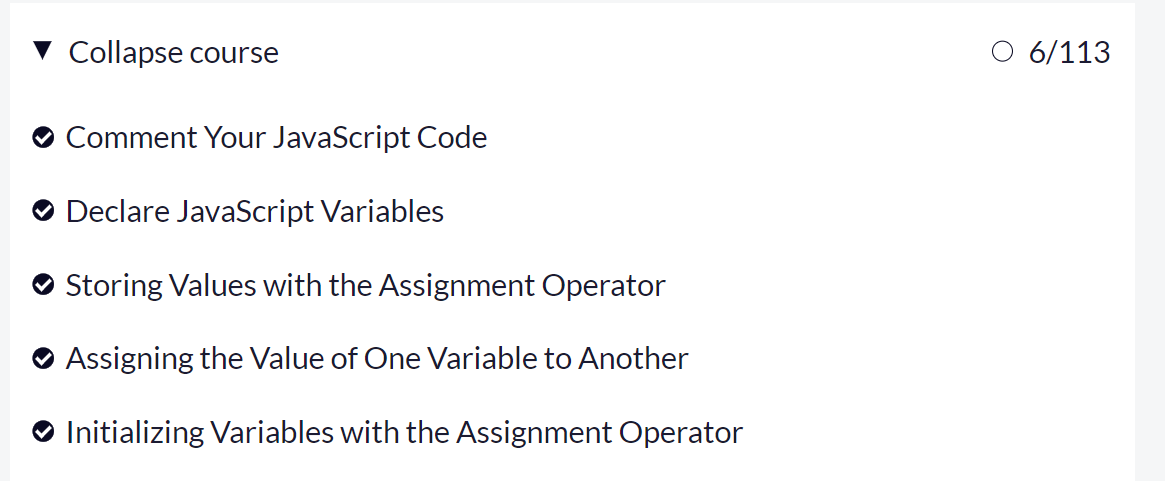 Collapse course
6/113
Comment Your JavaScript Code
Declare JavaScript Variables
Storing Values with the Assignment Operator
Assigning the Value of One Variable to Another
Initializing Variables with the Assignment Operator